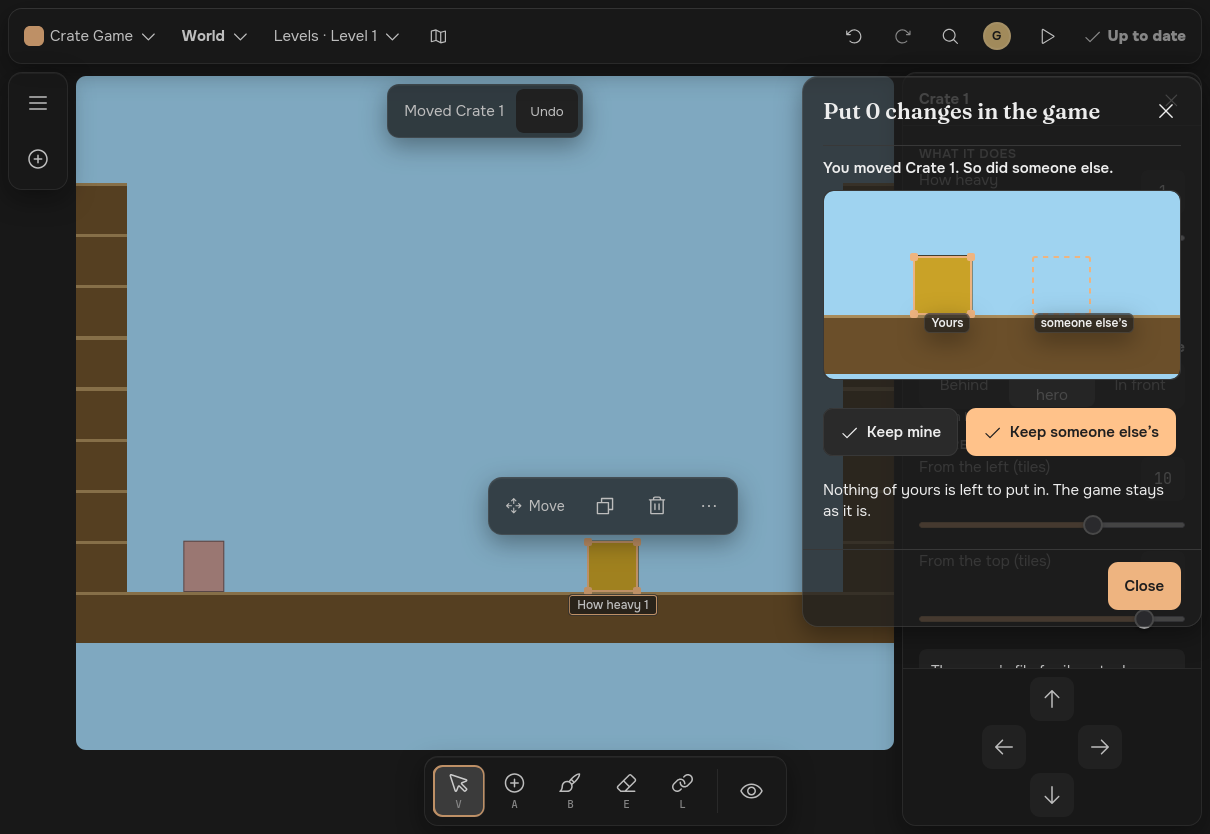 Crate Game
World
Levels · Level 1
G
Up to date
Moved Crate 1
Undo
Crate 1
Put 0 changes in the game
WHAT IT DOES
You moved Crate 1. So did someone else.
How heavy
Yours
someone else's
Behind
hero
In front
Keep mine
Keep someone else’s
From the left (tiles)
10
Nothing of yours is left to put in. The game stays
as it is.
Move
From the top (tiles)
Close
How heavy 1
V
A
B
E
L